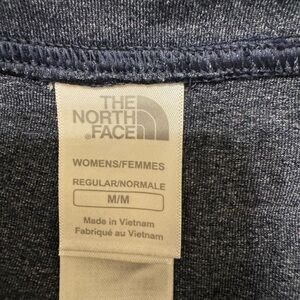 THE
NORTH
FACE
WOMENS/FEMMES
REGULAR/NORMALE
M/M
Made in Vietnam
Fabriqué au Vietnam